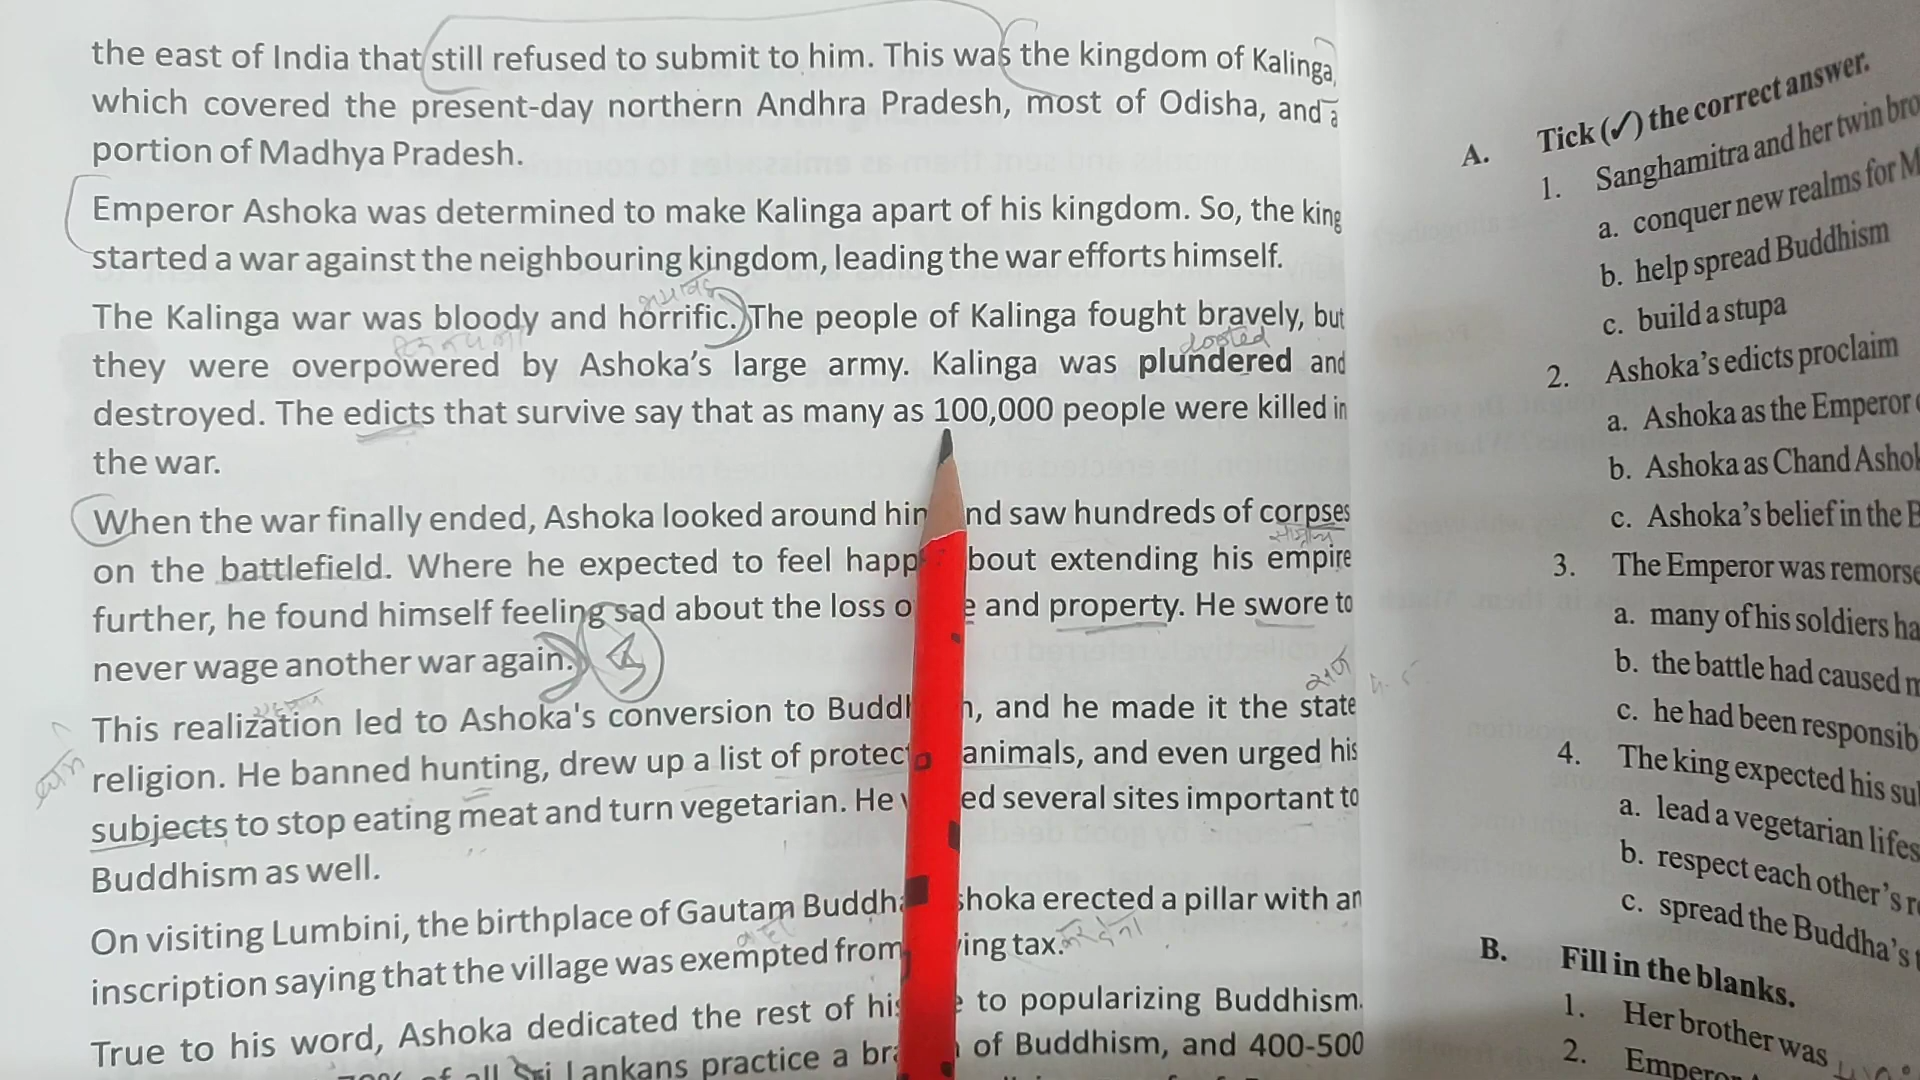 the east of India that still refused to submit to him. This was the kingdom of Kalinga,
which covered the present-day northern Andhra Pradesh, most of Odisha, and a
portion of Madhya Pradesh.
Emperor Ashoka was determined to make Kalinga apart of his kingdom. So, the king
started a war against the neighbouring kingdom, leading the war efforts himself.
The Kalinga war was bloody and horrific. The people of Kalinga fought bravely, but
looted
they were overpowered by Ashoka's large army. Kalinga was plundered and
destroyed. The edicts that survive say that as many as 100,000 people were killed in
the war.
When the war finally ended, Ashoka looked around nd saw hundreds of corpses
on the battlefield. Where he expected to feel bout extending his empire
further, he found himself feeling sad about the loss and property. He swore to
never wage another war again.
This realization led to Ashoka's conversion to and he made it the state
religion. He banned hunting, drew up a list of animals, and even urged his
subjects to stop eating meat and turn vegetarian. He several sites important to
Buddhism as well.
On visiting Lumbini, the birthplace of Gautam erected a pillar with an
inscription saying that the village was exempted from tax.
True to his word, Ashoka dedicated the rest of to popularizing Buddhism.
of all Sri Lankans practice a of Buddhism, and 400-500
A. Tick (✓) the correct answer.
1. Sanghamitra and her twin bro
a. conquer new realms for M
b. help spread Buddhism
c. build a stupa
2. Ashoka's edicts proclaim
a. Ashoka as the Emperor
b. Ashoka as Chand Ashok
c. Ashoka's belief in the B
3. The Emperor was remorse
a. many of his soldiers ha
b. the battle had caused m
c. he had been responsib
4. The king expected his sub
a. lead a vegetarian lifes
b. respect each other's re
c. spread the Buddha's t
B. Fill in the blanks.
1. Her brother was
2. Emperor